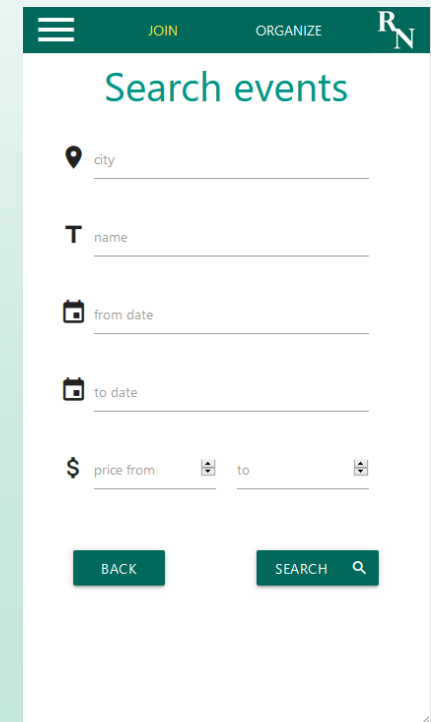 JOIN ORGANIZE RN
Search events
city
T name
from date
to date
$ price from to
BACK SEARCH